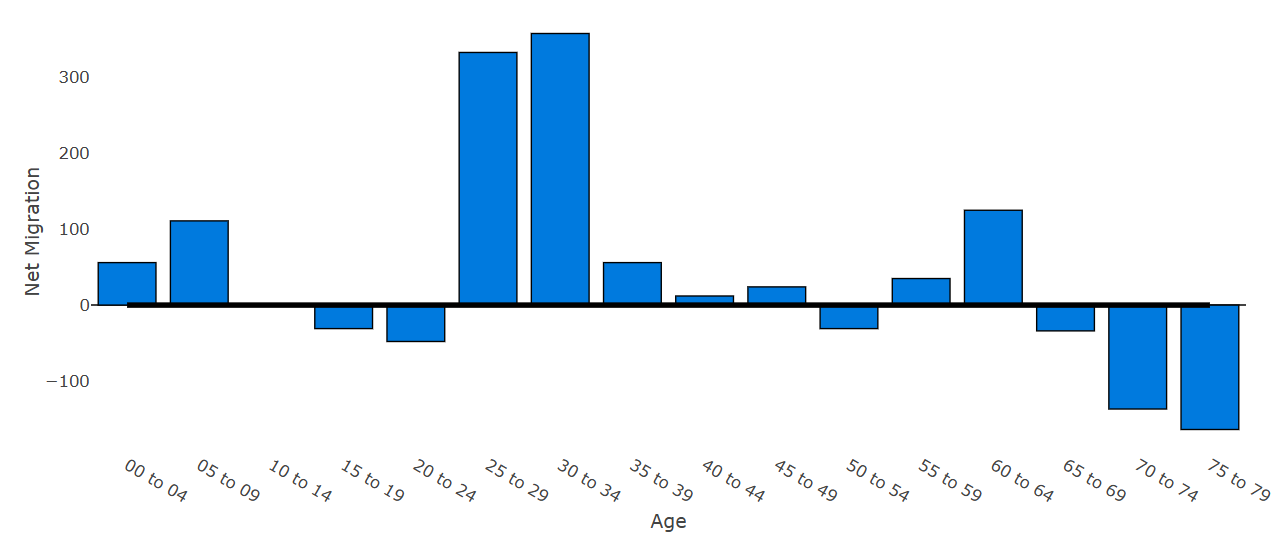 300
200
100
0
−100
Net Migration
00 to 04
05 to 09
10 to 14
15 to 19
20 to 24
25 to 29
30 to 34
35 to 39
40 to 44
45 to 49
50 to 54
55 to 59
60 to 64
65 to 69
70 to 74
75 to 79
Age